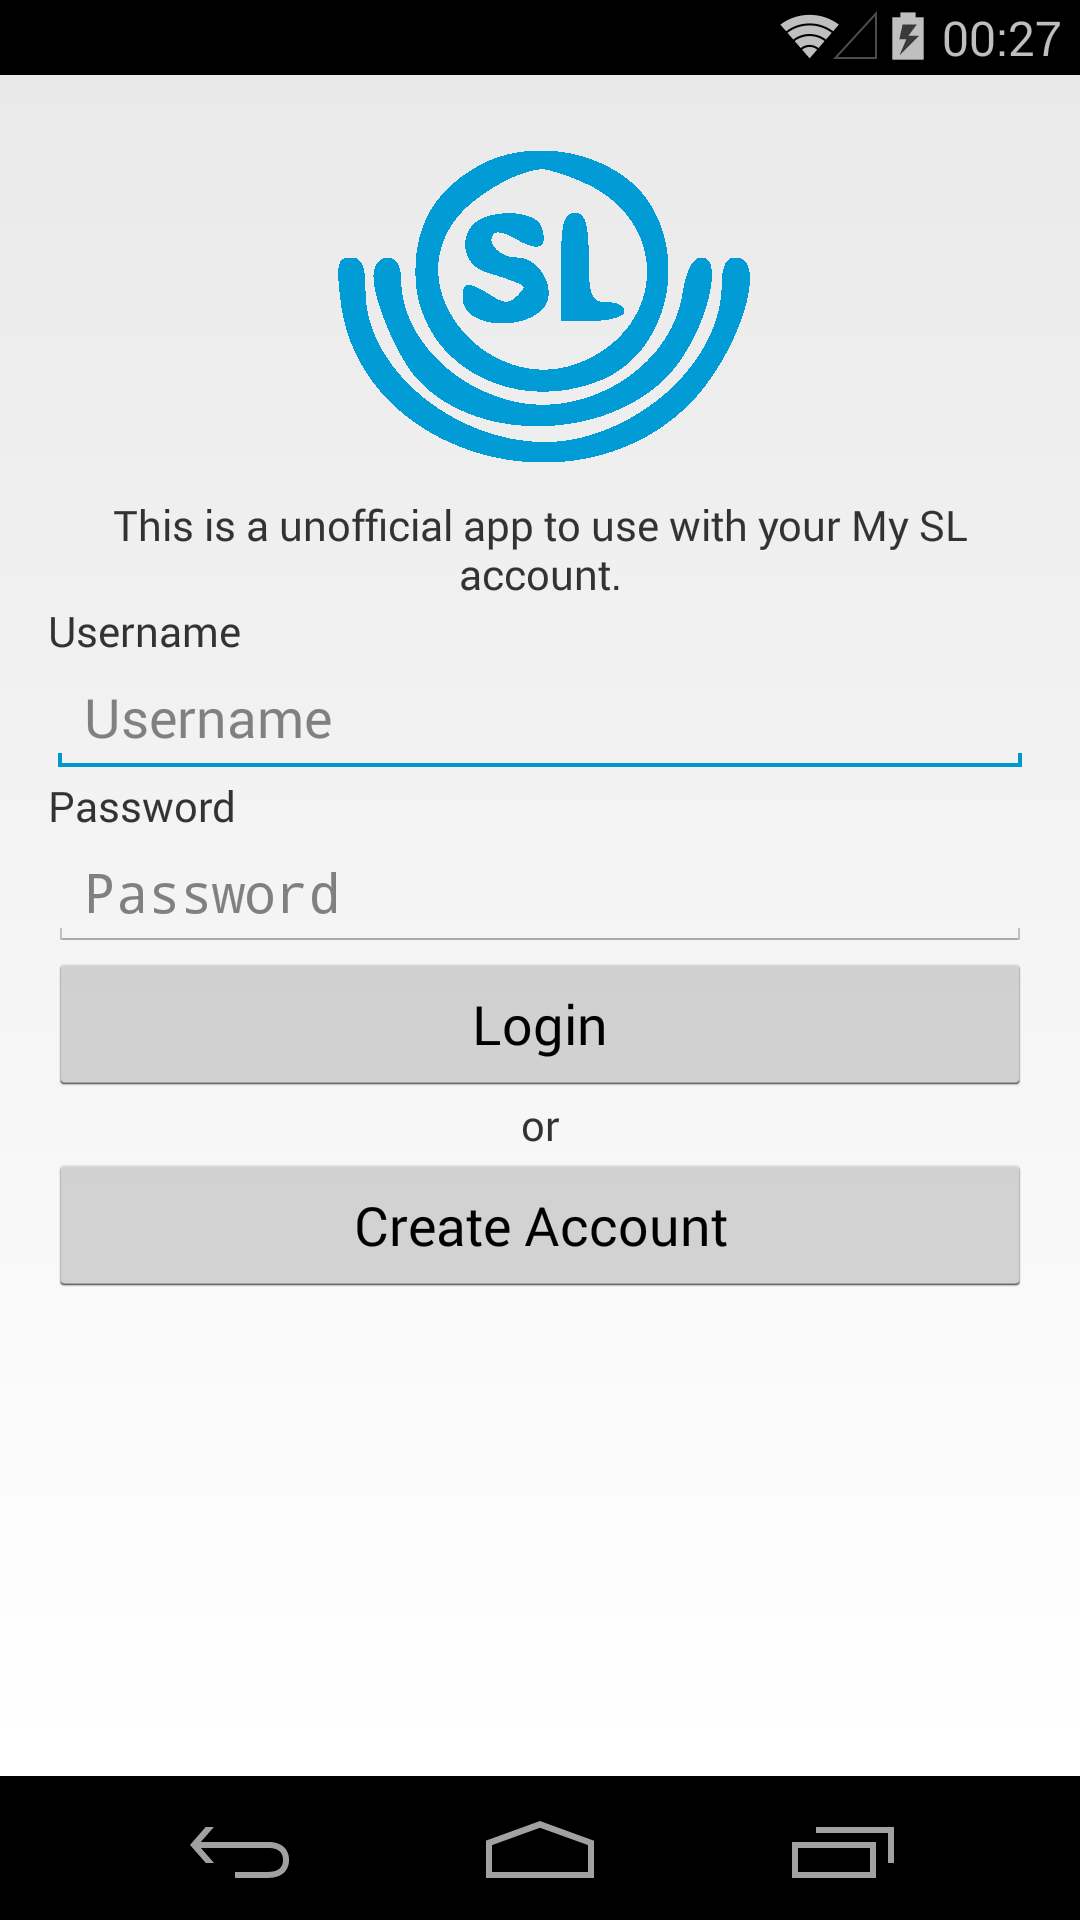 00:27
SL
This is a unofficial app to use with your My SL
account.
Username
Username
Password
Password
Login
or
Create Account